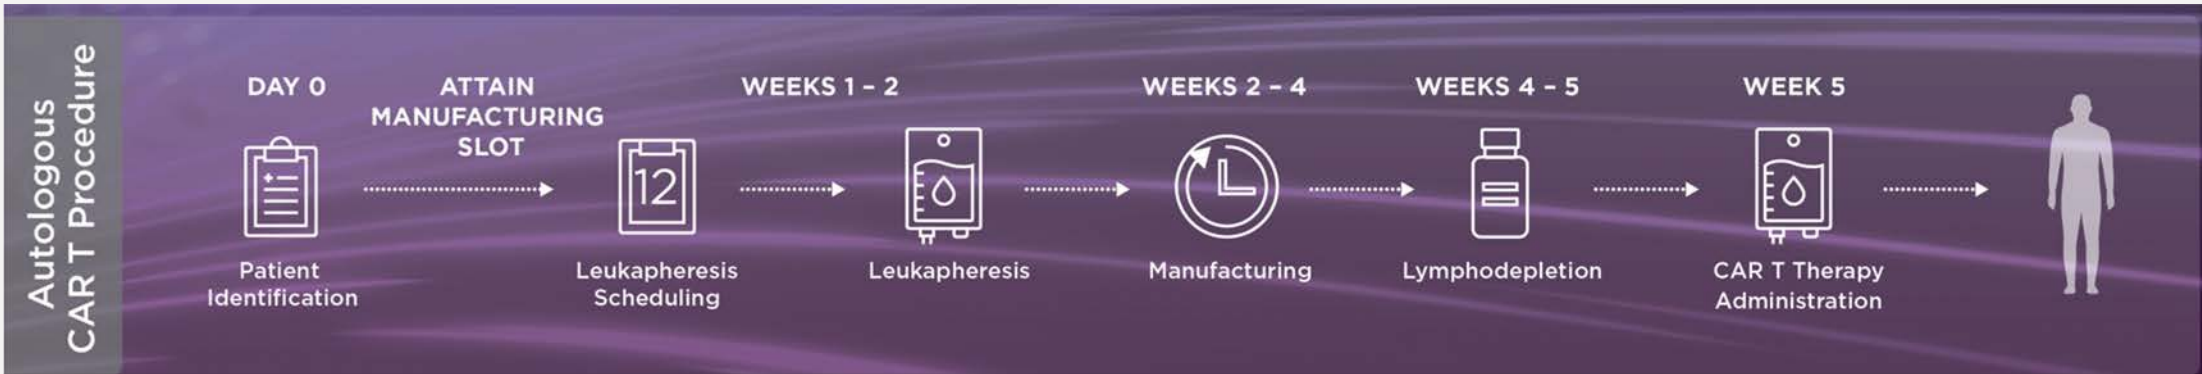 Autologous
CAR T Procedure
DAY 0
ATTAIN
MANUFACTURING
SLOT
WEEKS 1 – 2
WEEKS 2 – 4
WEEKS 4 – 5
WEEK 5
12
Patient
Identification
Leukapheresis
Scheduling
Leukapheresis
Manufacturing
Lymphodepletion
CAR T Therapy
Administration